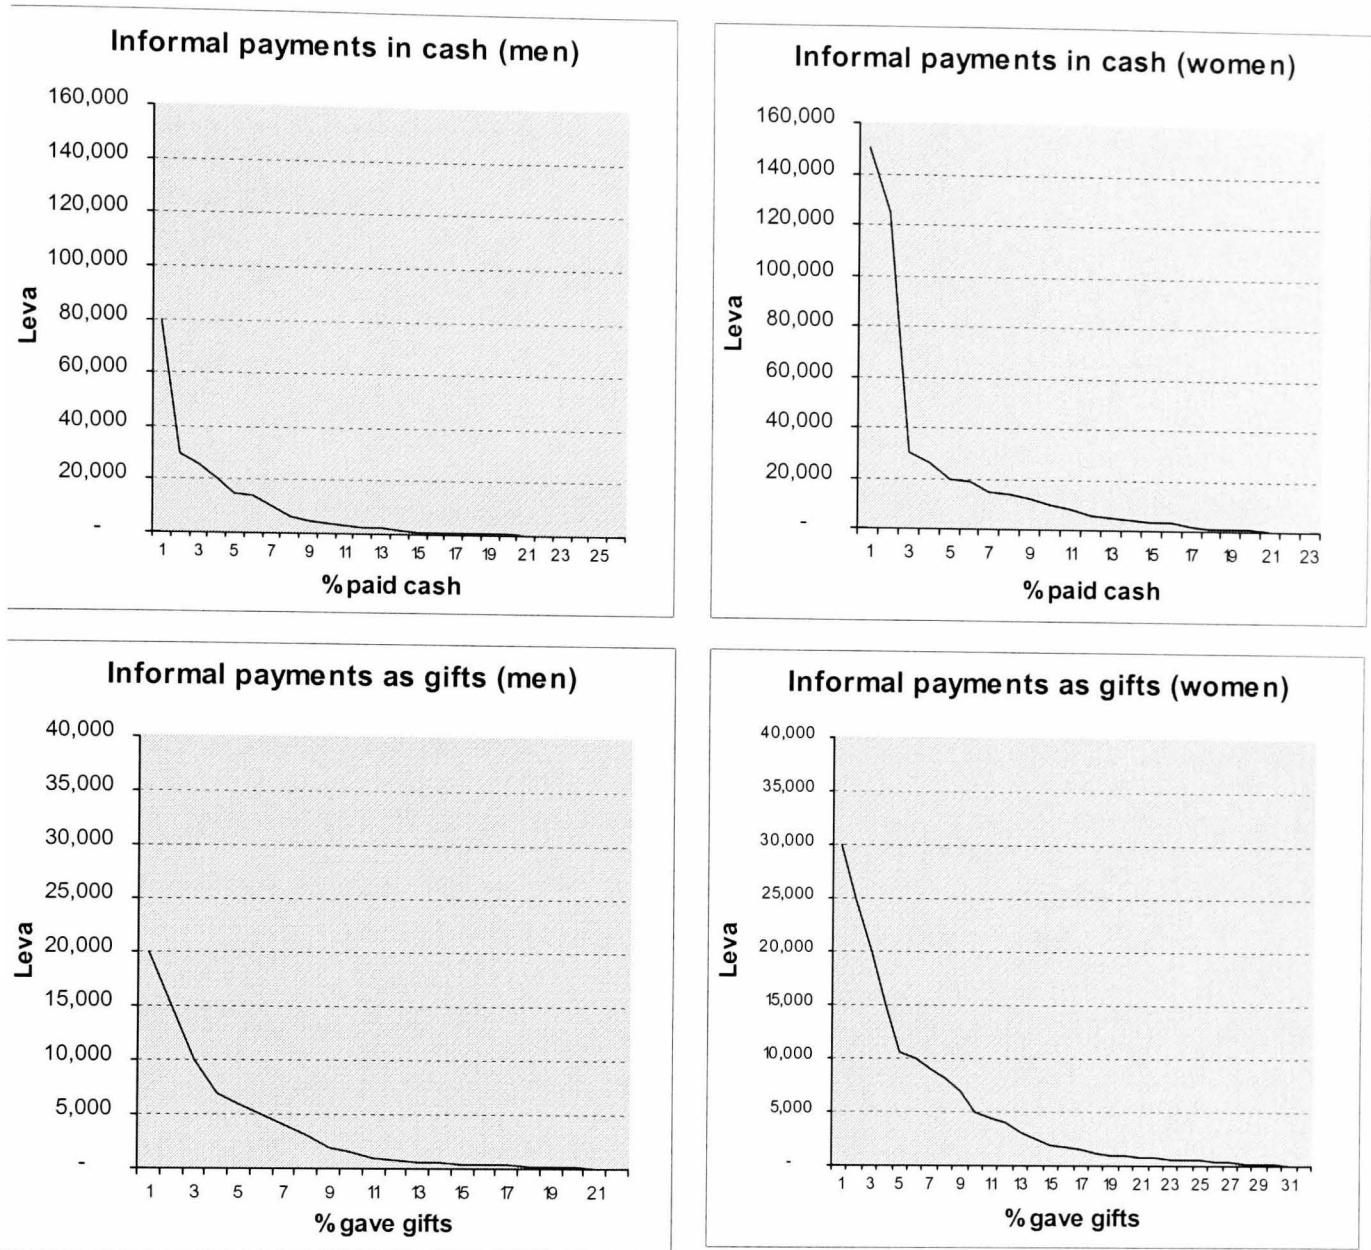 Informal payments in cash (men)
160,000
140,000
120,000
100,000
80,000
60,000
40,000
20,000
-
Leva
1 3 5 7 9 11 13 15 17 19 21 23 25
% paid cash
Informal payments in cash (women)
160,000
140,000
120,000
100,000
80,000
60,000
40,000
20,000
-
Leva
1 3 5 7 9 11 13 15 17 19 21 23
% paid cash
Informal payments as gifts (men)
40,000
35,000
30,000
25,000
20,000
15,000
10,000
5,000
-
Leva
1 3 5 7 9 11 13 15 17 19 21
% gave gifts
Informal payments as gifts (women)
40,000
35,000
30,000
25,000
20,000
15,000
10,000
5,000
-
Leva
1 3 5 7 9 11 13 15 17 19 21 23 25 27 29 31
% gave gifts